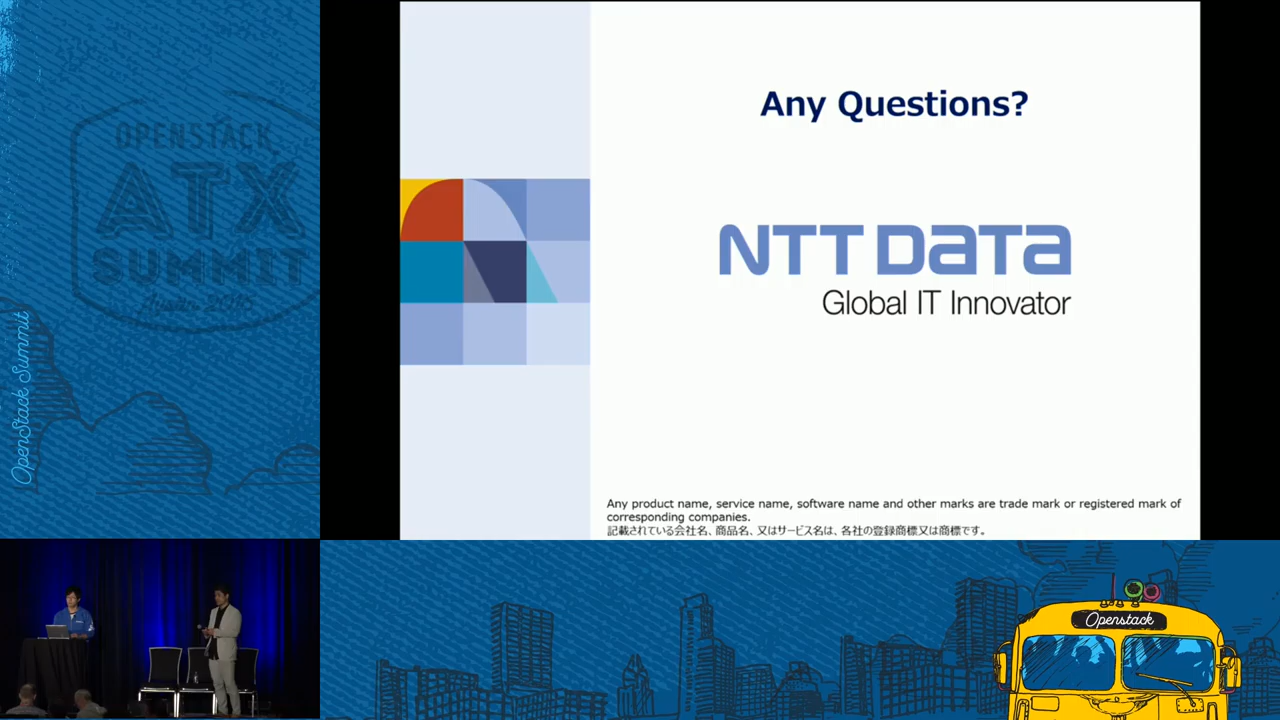 OPENSTACK
ATX
SUMMIT
OpenStack Summit
Any Questions?
NTT DATA
Global IT Innovator
Any product name, service name, software name and other marks are trade mark or registered mark of
corresponding companies.
記載されている会社名、商品名、又はサービス名は、各社の登録商標又は商標です。
Openstack